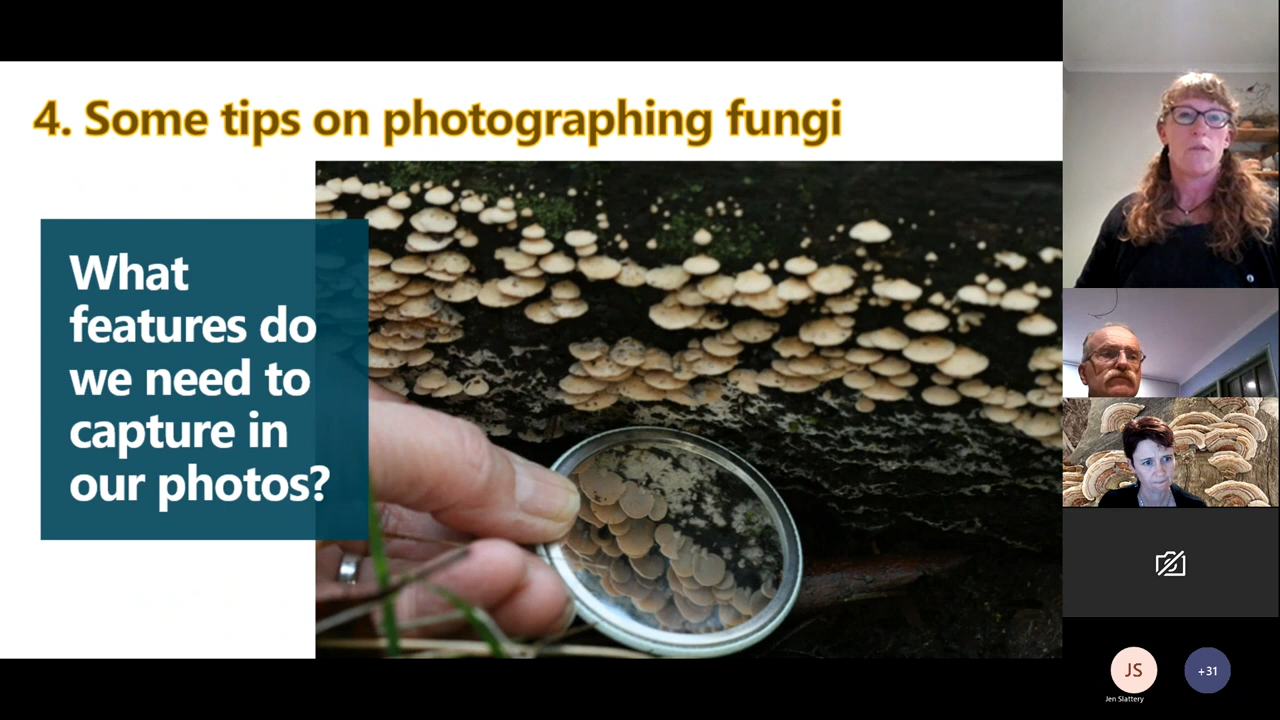 4. Some tips on photographing fungi
What
features do
we need to
capture in
our photos?
JS
+31
Jen Slattery